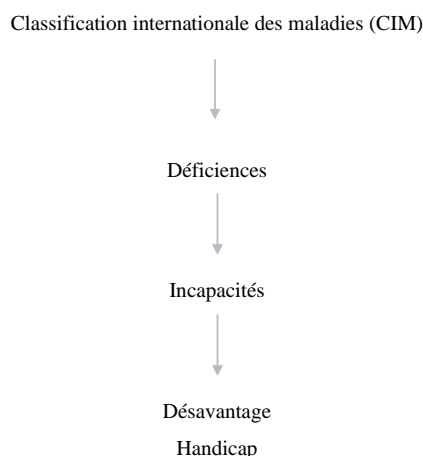 Classification internationale des maladies (CIM)
Déficiences
Incapacités
Désavantage
Handicap